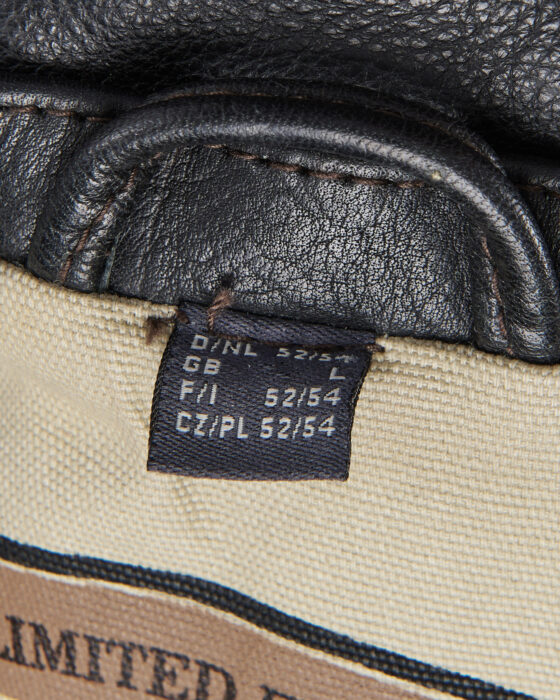 D/NL 52/54
GB L
F/I 52/54
CZ/PL 52/54
LIMITED